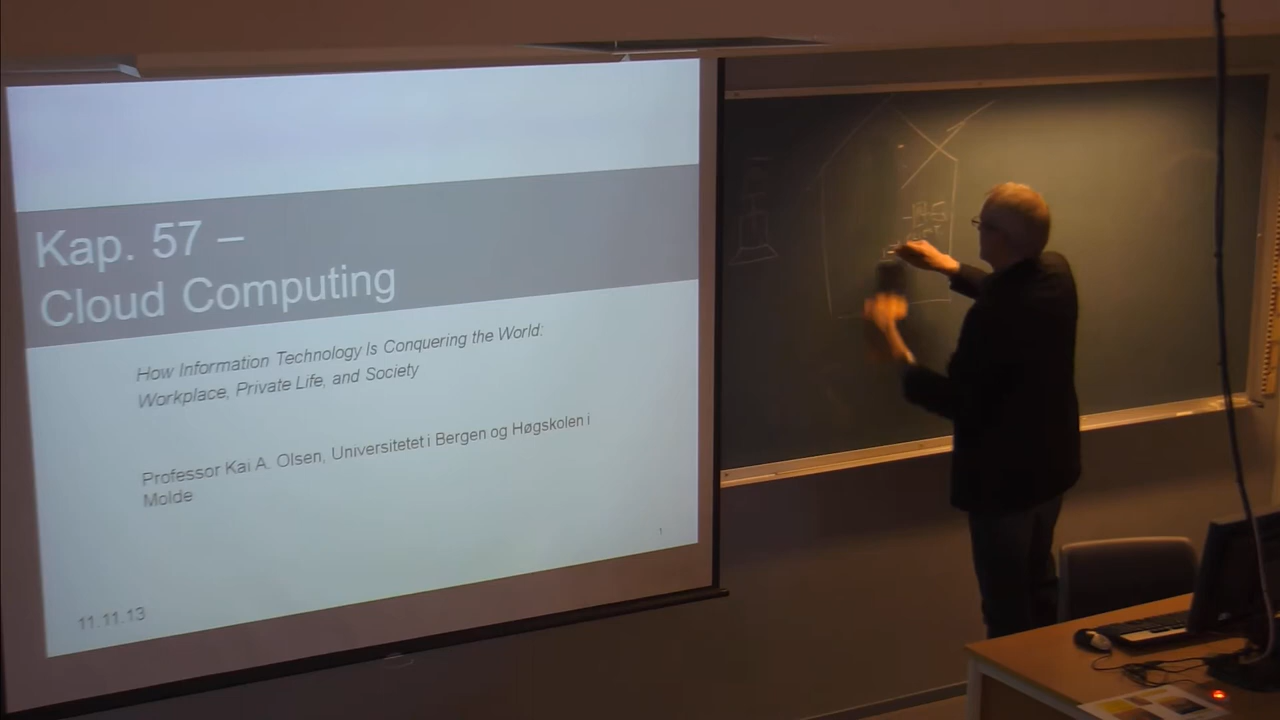 Kap. 57 –
Cloud Computing
How Information Technology Is Conquering the World:
Workplace, Private Life, and Society
Professor Kai A. Olsen, Universitetet i Bergen og Høgskolen i
Molde
1
11.11.13